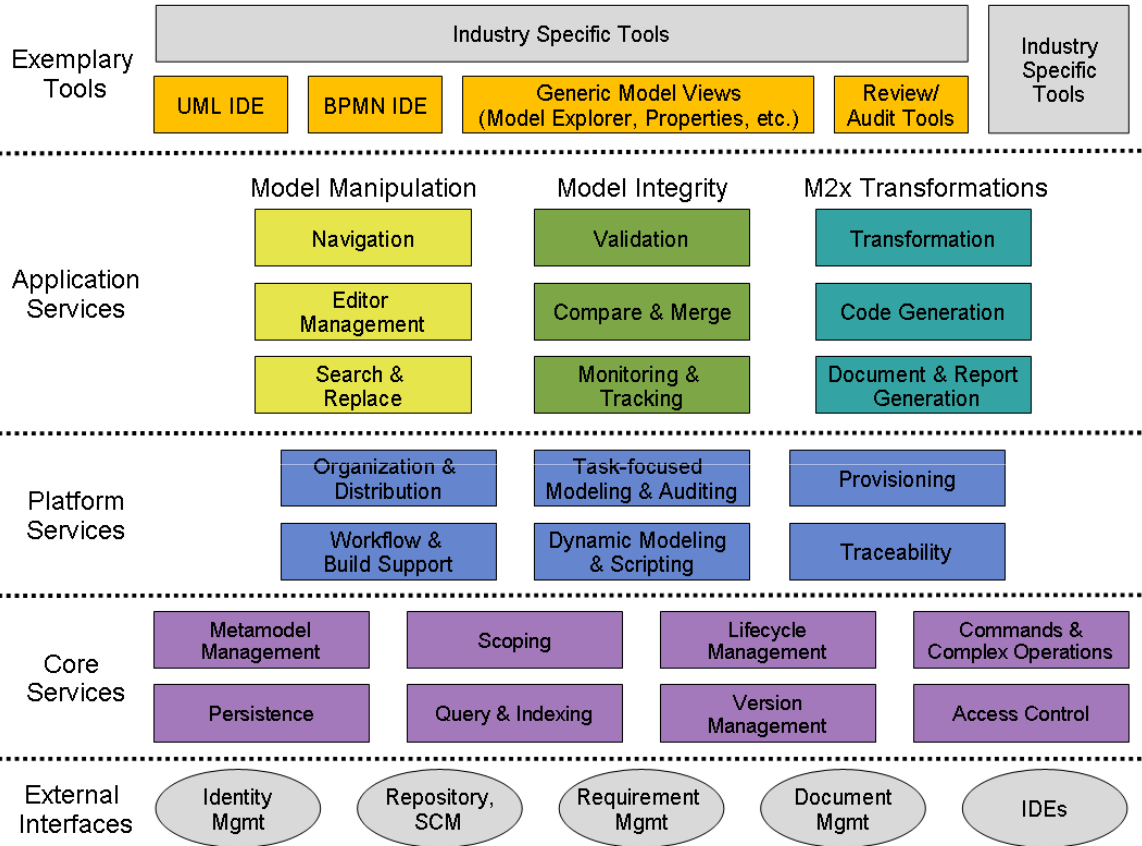 Exemplary
Tools
Industry Specific Tools
Industry
Specific
Tools
UML IDE
BPMN IDE
Generic Model Views
(Model Explorer, Properties, etc.)
Review/
Audit Tools
Application
Services
Model Manipulation
Model Integrity
M2x Transformations
Navigation
Validation
Transformation
Editor
Management
Compare & Merge
Code Generation
Search &
Replace
Monitoring &
Tracking
Document & Report
Generation
Platform
Services
Organization &
Distribution
Task-focused
Modeling & Auditing
Provisioning
Workflow &
Build Support
Dynamic Modeling
& Scripting
Traceability
Core
Services
Metamodel
Management
Scoping
Lifecycle
Management
Commands &
Complex Operations
Persistence
Query & Indexing
Version
Management
Access Control
External
Interfaces
Identity
Mgmt
Repository,
SCM
Requirement
Mgmt
Document
Mgmt
IDEs